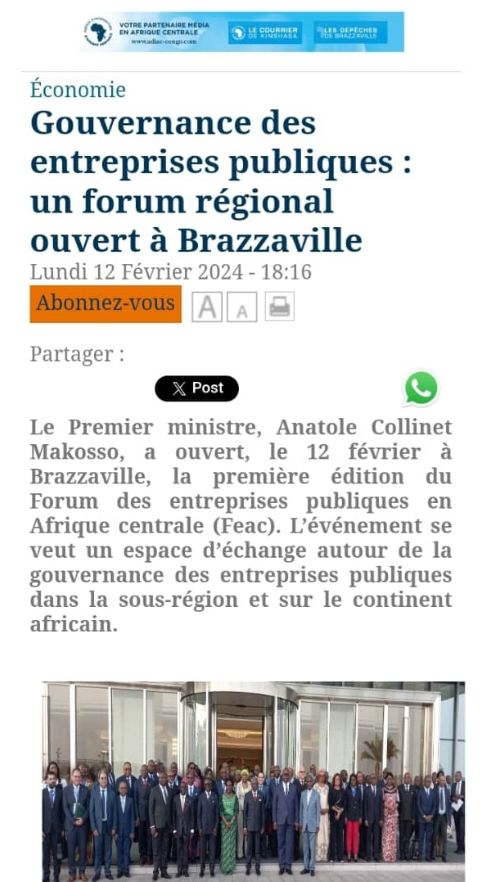 VOTRE PARTENAIRE MÉDIA
EN AFRIQUE CENTRALE
www.adiac-congo.com
LE COURRIER
DE KINSHASA
LES DÉPÊCHES
DE BRAZZAVILLE
Économie
Gouvernance des
entreprises publiques :
un forum régional
ouvert à Brazzaville
Lundi 12 Février 2024 - 18:16
Abonnez-vous
A A
Partager :
X Post
Le Premier ministre, Anatole Collinet
Makosso, a ouvert, le 12 février à
Brazzaville, la première édition du
Forum des entreprises publiques en
Afrique centrale (Feac). L’événement se
veut un espace d’échange autour de la
gouvernance des entreprises publiques
dans la sous-région et sur le continent
africain.